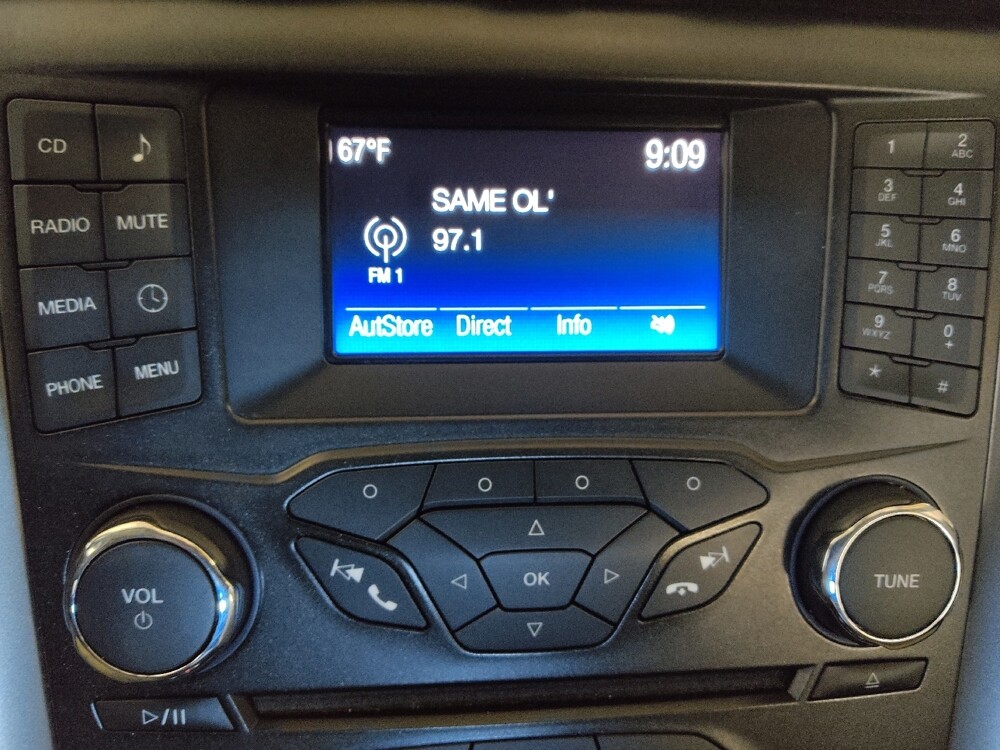 67°F
9:09
SAME OL'
97.1
FM 1
AutStore Direct Info
CD
RADIO MUTE
MEDIA
PHONE MENU
1 2 ABC
3 DEF 4 GHI
5 JKL 6 MNO
7 PQRS 8 TUV
9 WXYZ 0 +
* #
OK
VOL
TUNE